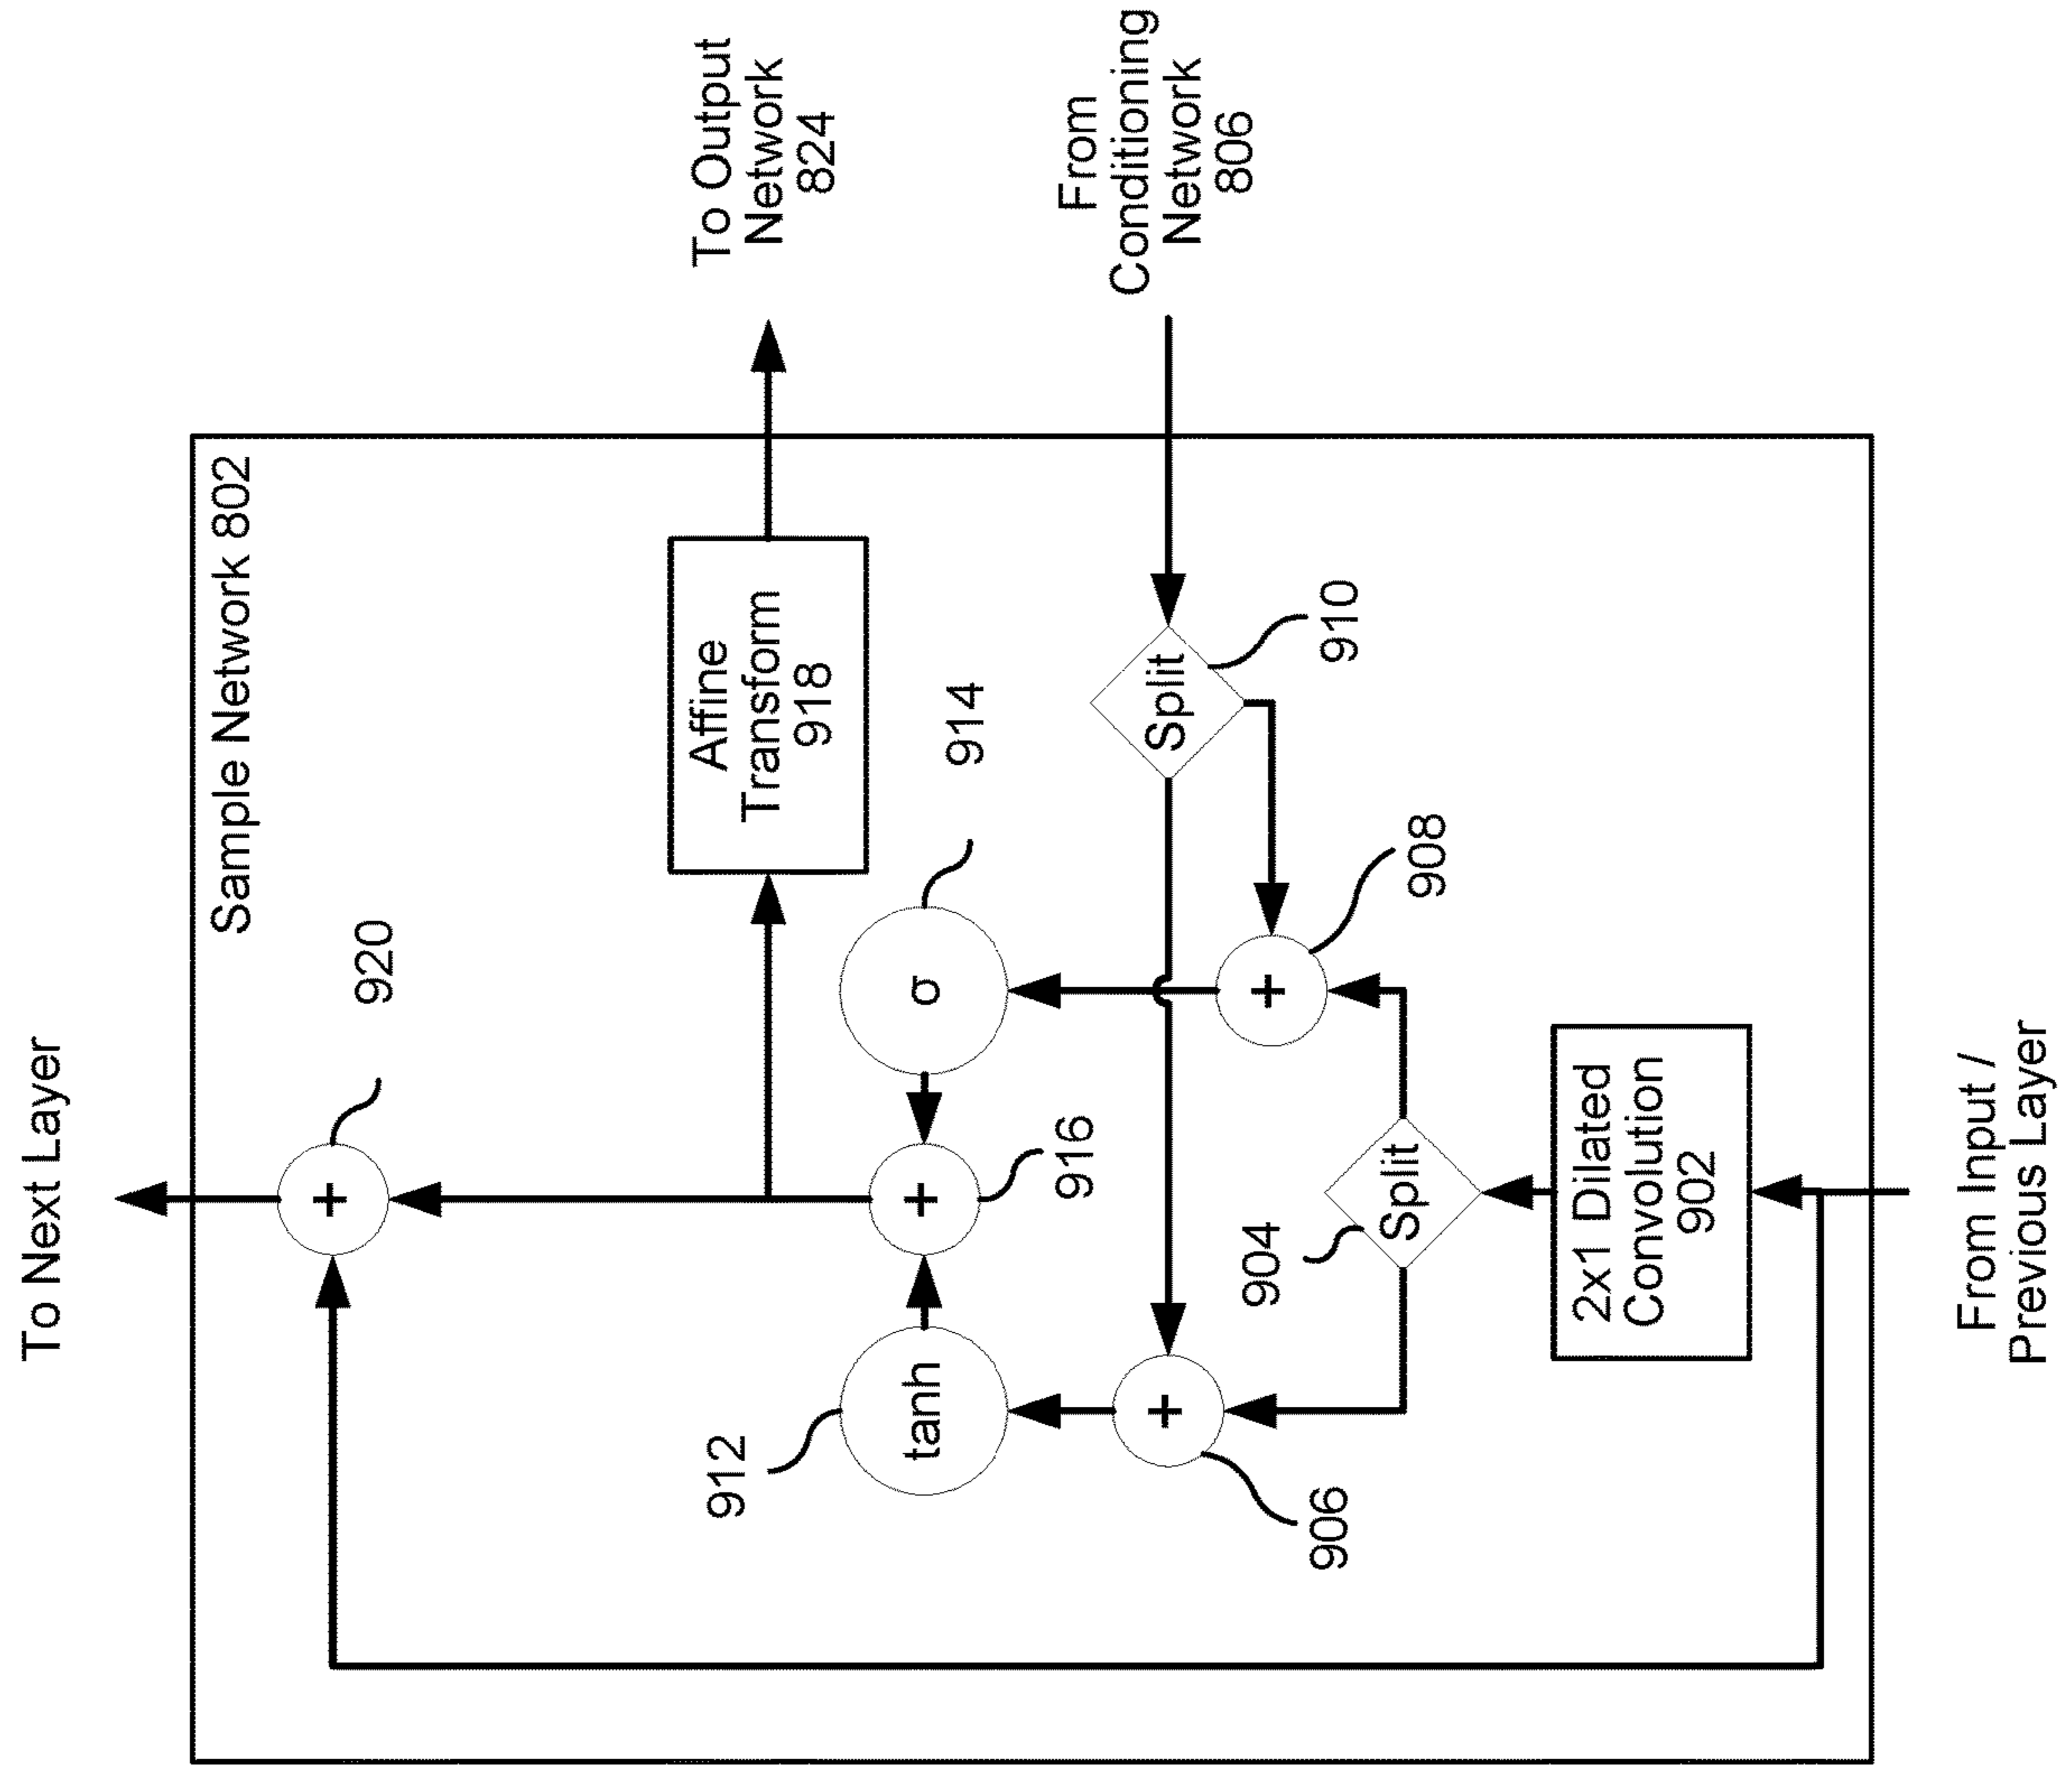 To Next Layer
Sample Network 802
920
To Output
Network
824
Affine
Transform
918
+
912
tanh
+
916
σ
914
From
Conditioning
Network
806
Split
910
+
906
+
908
904
Split
2x1 Dilated
Convolution
902
From Input /
Previous Layer